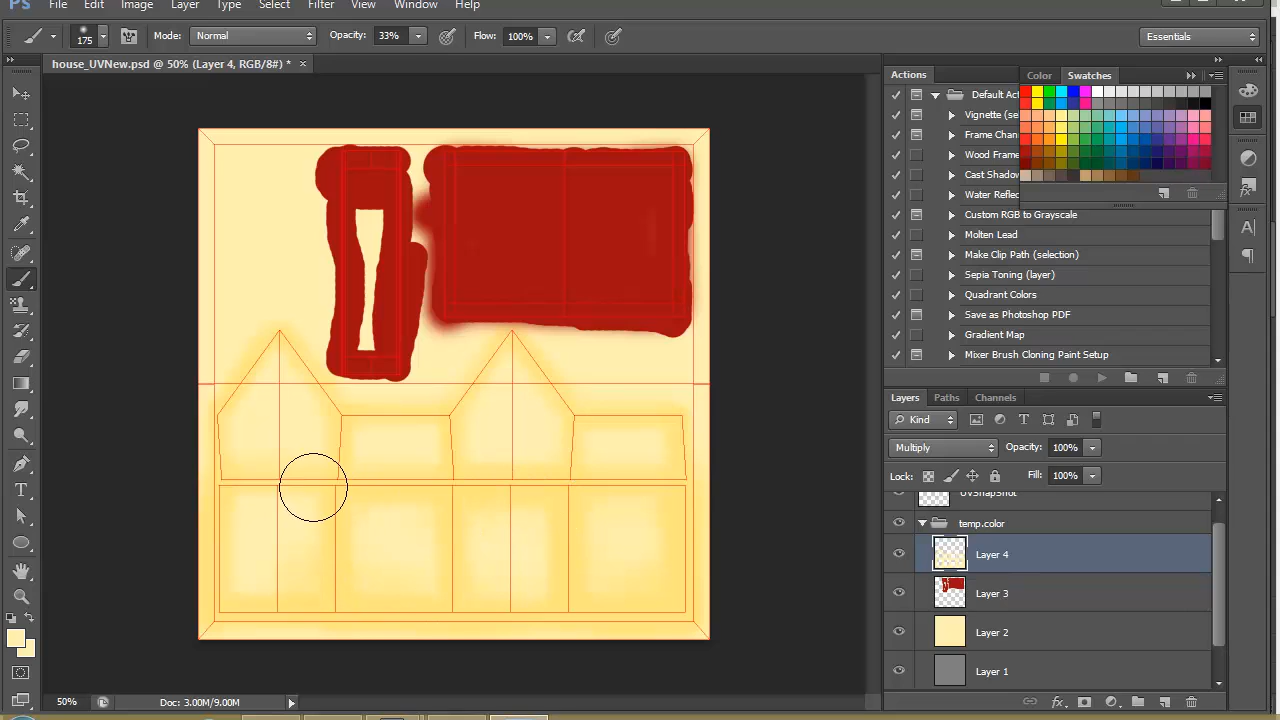 Ps File Edit Image Layer Type Select Filter View Window Help
175 Mode: Normal Opacity: 33% Flow: 100% Essentials
house_UVNew.psd @ 50% (Layer 4, RGB/8#) * ×
Actions Color Swatches
Default Act
Vignette (se
Frame Chan
Wood Frame
Cast Shadow
Water Reflec
Custom RGB to Grayscale
Molten Lead
Make Clip Path (selection)
Sepia Toning (layer)
Quadrant Colors
Save as Photoshop PDF
Gradient Map
Mixer Brush Cloning Paint Setup
Layers Paths Channels
Kind
Multiply Opacity: 100%
Lock: Fill: 100%
UVSnapShot
temp.color
Layer 4
Layer 3
Layer 2
Layer 1
50% Doc: 3.00M/9.00M